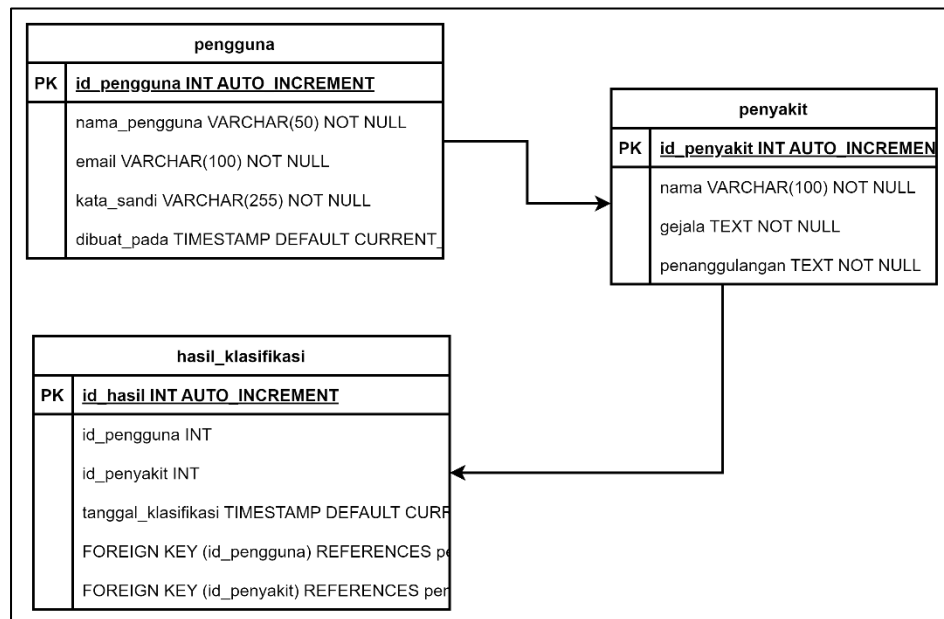 pengguna
PK id_pengguna INT AUTO_INCREMENT
nama_pengguna VARCHAR(50) NOT NULL
email VARCHAR(100) NOT NULL
kata_sandi VARCHAR(255) NOT NULL
dibuat_pada TIMESTAMP DEFAULT CURRENT_
penyakit
PK id_penyakit INT AUTO_INCREMEN
nama VARCHAR(100) NOT NULL
gejala TEXT NOT NULL
penanggulangan TEXT NOT NULL
hasil_klasifikasi
PK id_hasil INT AUTO_INCREMENT
id_pengguna INT
id_penyakit INT
tanggal_klasifikasi TIMESTAMP DEFAULT CURR
FOREIGN KEY (id_pengguna) REFERENCES pe
FOREIGN KEY (id_penyakit) REFERENCES pen